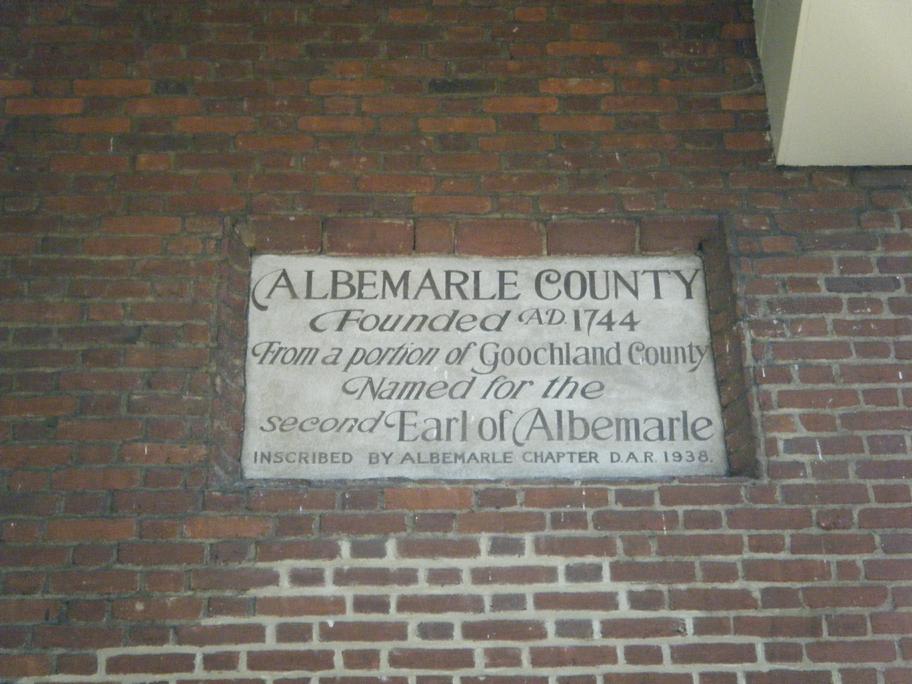 ALBEMARLE COUNTY
Founded A.D. 1744
From a portion of Goochland County
Named for the
second Earl of Albemarle
INSCRIBED BY ALBEMARLE CHAPTER D.A.R. 1938.